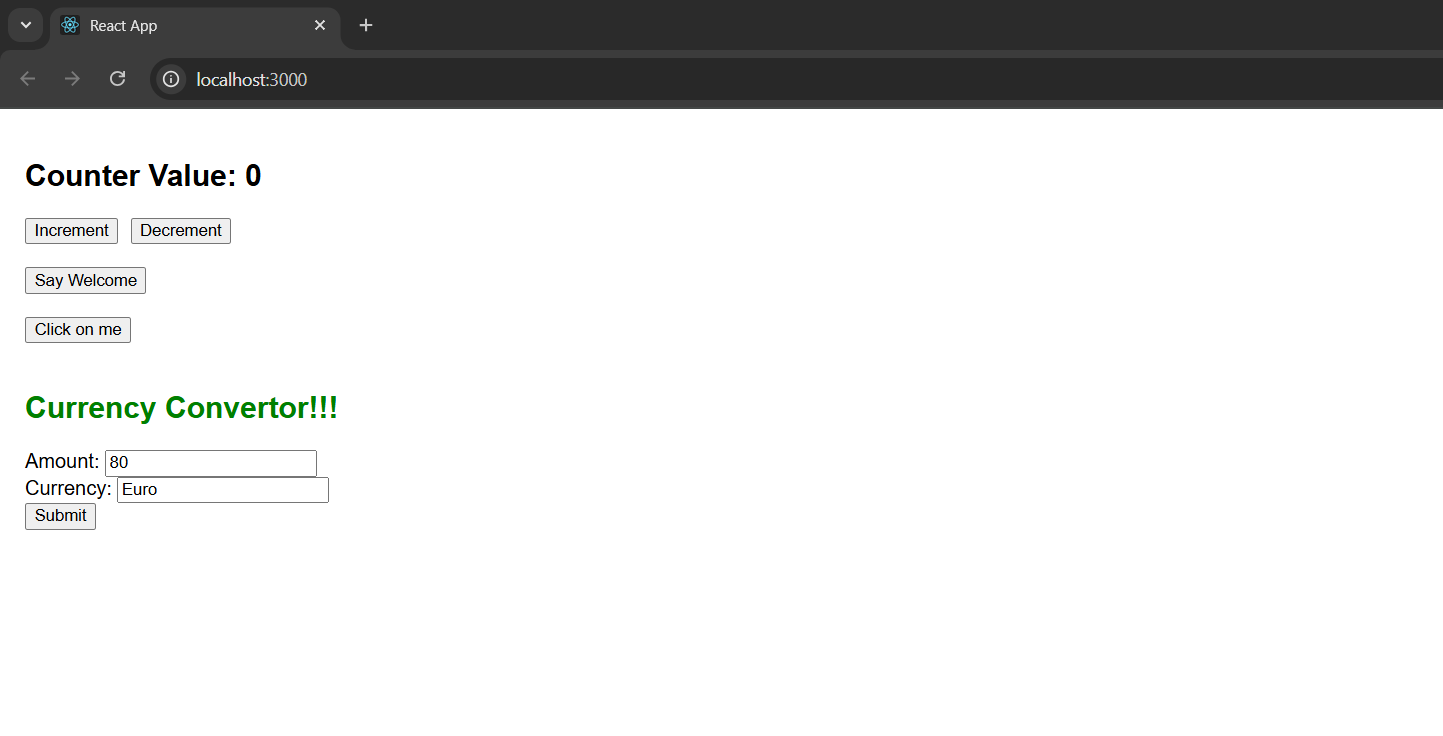 React App
localhost:3000
Counter Value: 0
Increment Decrement
Say Welcome
Click on me
Currency Convertor!!!
Amount: 80
Currency: Euro
Submit